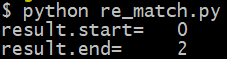 $ python re_match.py
result.start=   0
result.end=     2